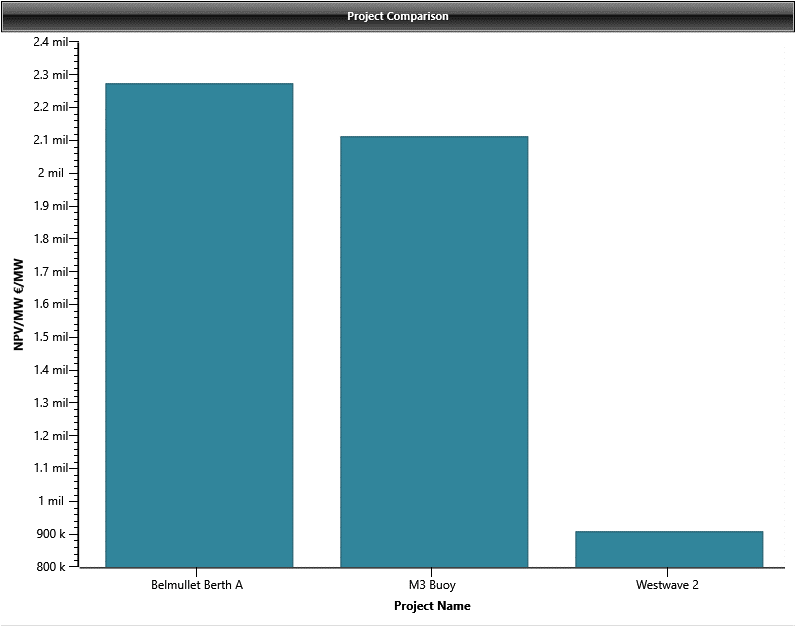 Project Comparison
2.4 mil
2.3 mil
2.2 mil
2.1 mil
2 mil
1.9 mil
1.8 mil
1.7 mil
1.6 mil
1.5 mil
1.4 mil
1.3 mil
1.2 mil
1.1 mil
1 mil
900 k
800 k
NPV/MW €/MW
Belmullet Berth A
M3 Buoy
Westwave 2
Project Name